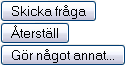 Skicka fråga
Återställ
Gör något annat...